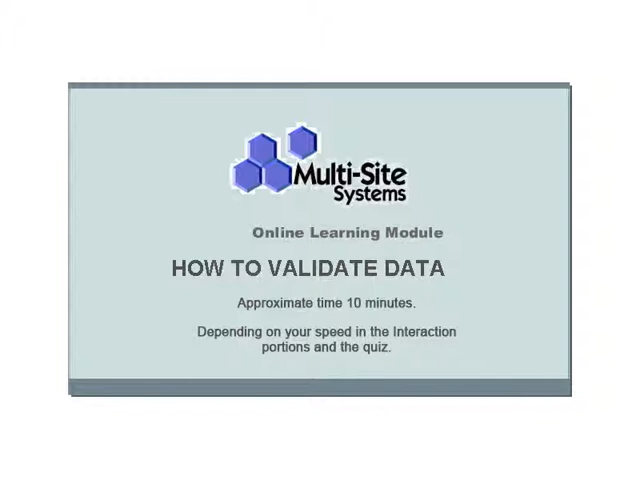 Multi-Site
Systems
Online Learning Module
HOW TO VALIDATE DATA
Approximate time 10 minutes.
Depending on your speed in the Interaction
portions and the quiz.